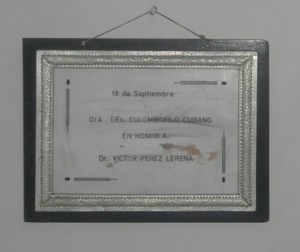 18 de Septiembre
DIA DEL COLOMBOFILO CUBANO
EN HONOR A:
Dr. VICTOR PEREZ LERENA